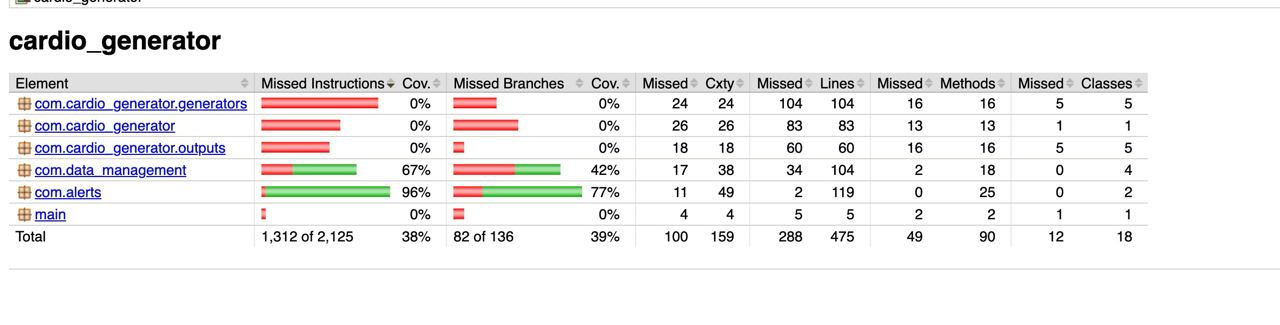 cardio_generator
cardio_generator
Element Missed Instructions Cov. Missed Branches Cov. Missed Cxty Missed Lines Missed Methods Missed Classes
com.cardio_generator.generators 0% 0% 24 24 104 104 16 16 5 5
com.cardio_generator 0% 0% 26 26 83 83 13 13 1 1
com.cardio_generator.outputs 0% 0% 18 18 60 60 16 16 5 5
com.data_management 67% 42% 17 38 34 104 2 18 0 4
com.alerts 96% 77% 11 49 2 119 0 25 0 2
main 0% 0% 4 4 5 5 2 2 1 1
Total 1,312 of 2,125 38% 82 of 136 39% 100 159 288 475 49 90 12 18